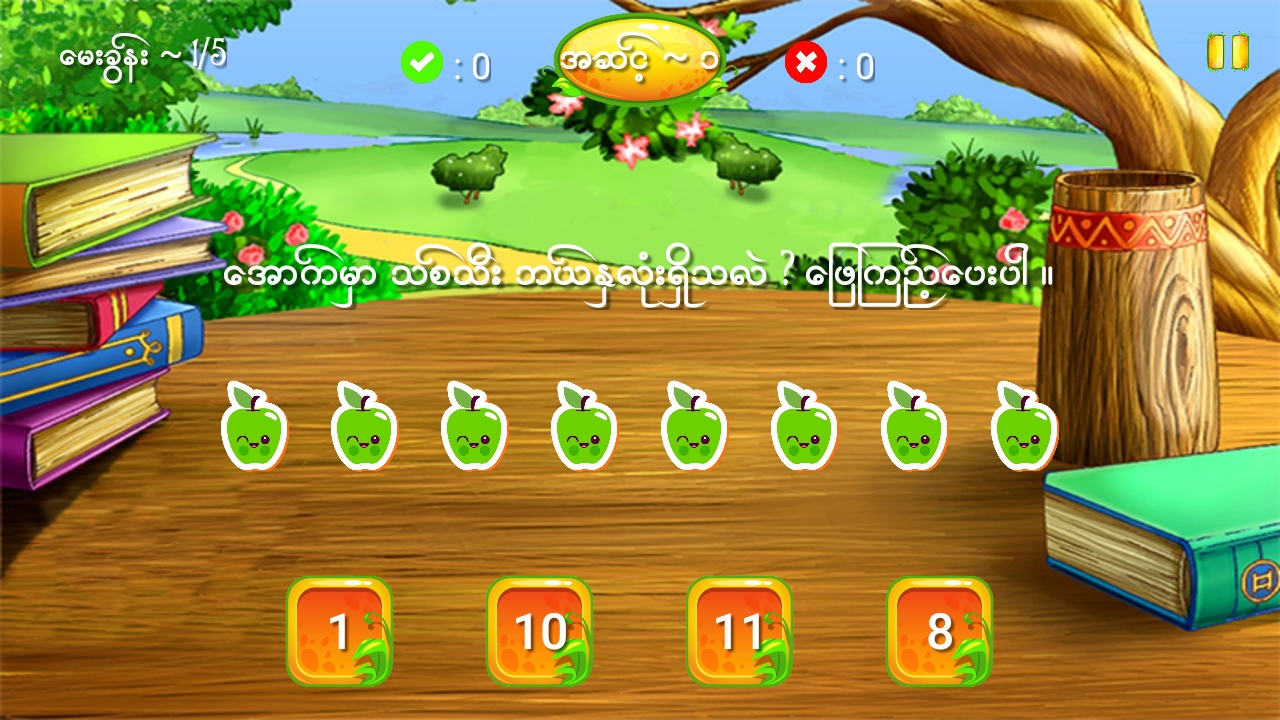 မေးခွန်း ~ 1/5
: 0
အဆင့် ~ ၁
: 0
အောက်မှာ သစ်သီး ဘယ်နှလုံးရှိသလဲ ? ဖြေကြည့်ပေးပါ ။
1
10
11
8